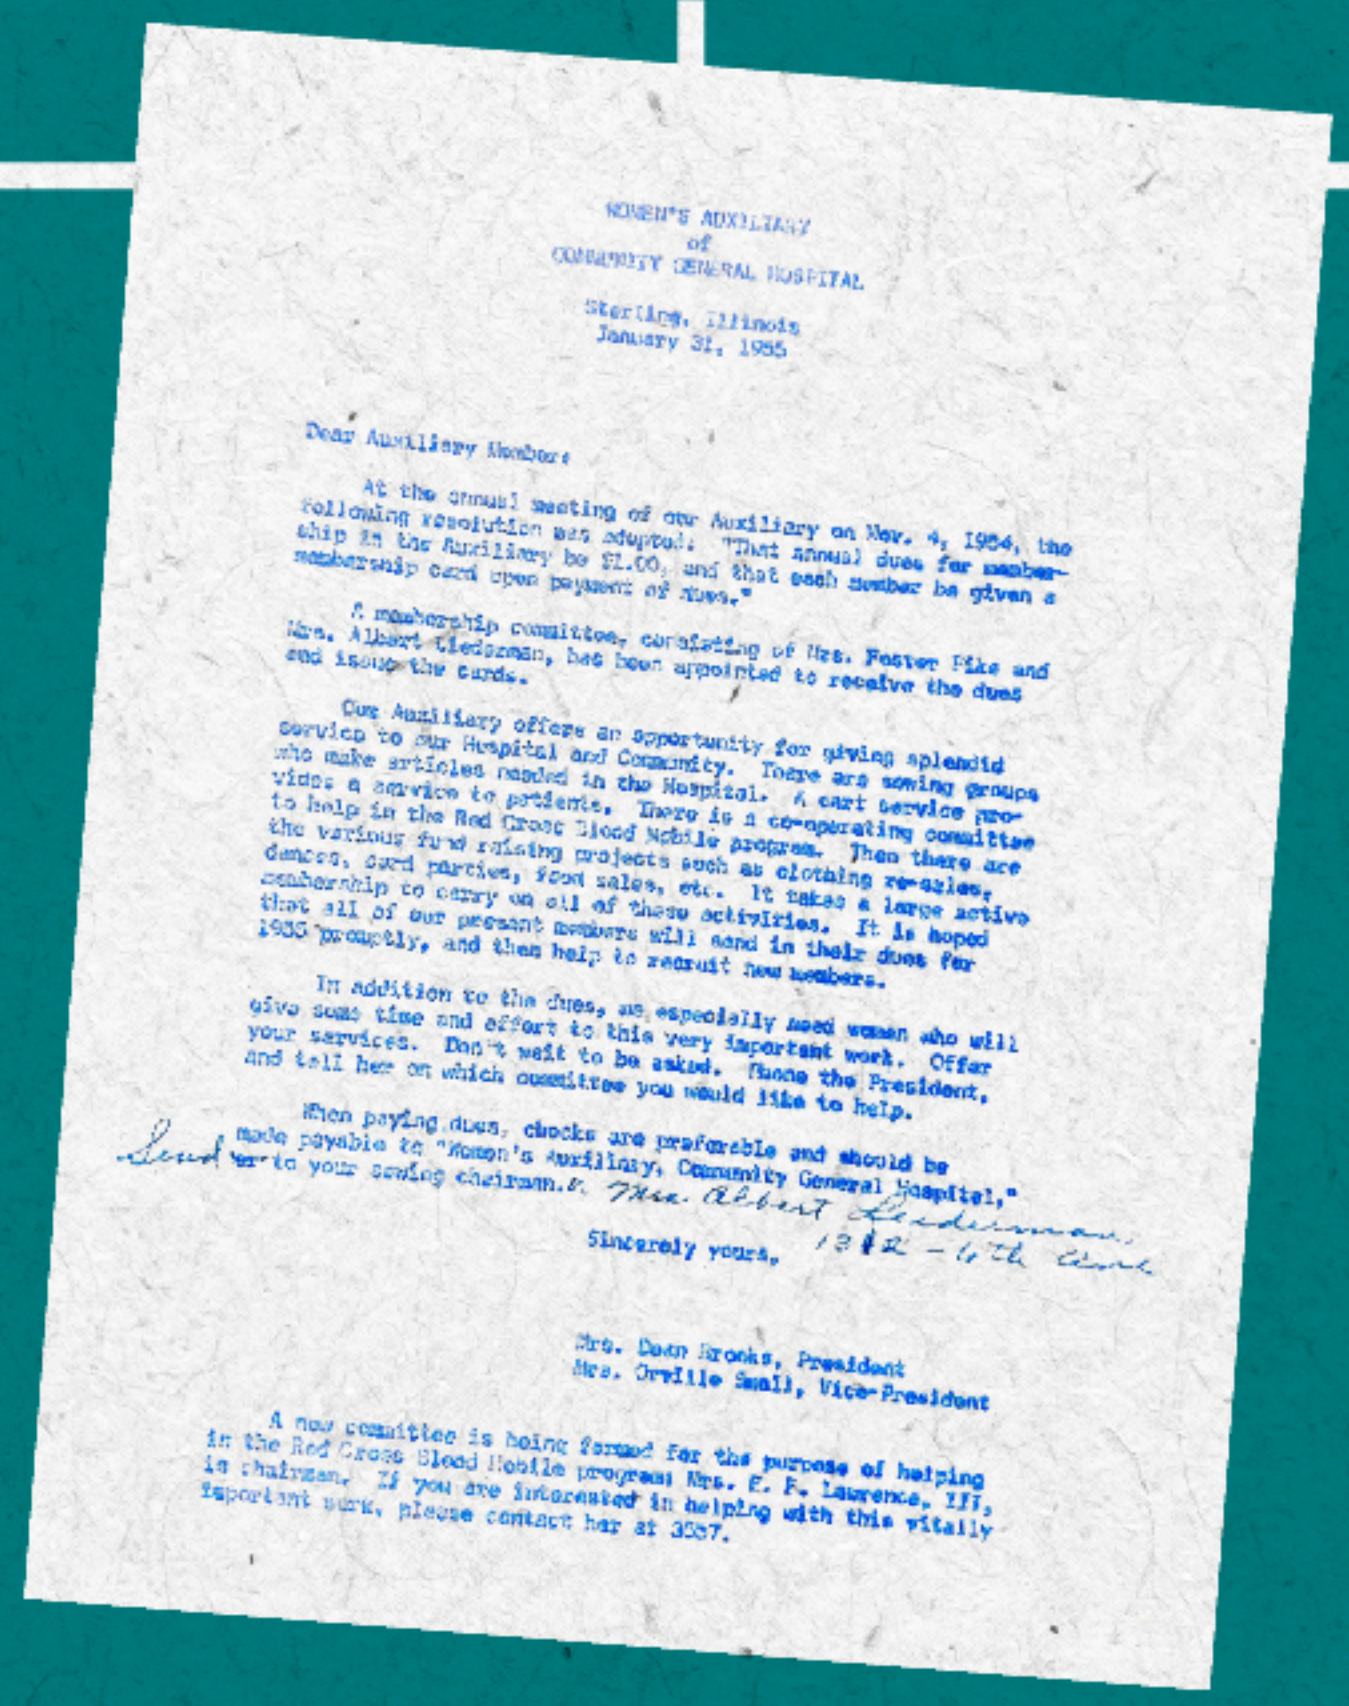 WOMEN'S AUXILIARY
of
COMMUNITY GENERAL HOSPITAL
Sterling, Illinois
January 31, 1955
Dear Auxiliary Member:
At the annual meeting of our Auxiliary on Nov. 4, 1954, the
following resolution was adopted: "That annual dues for member-
ship in the Auxiliary be $1.00, and that each member be given a
membership card upon payment of dues."
A membership committee, consisting of Mrs. Foster Pike and
Mrs. Albert Liederman, has been appointed to receive the dues
and issue the cards.
Our Auxiliary offers an opportunity for giving splendid
service to our Hospital and Community. There are sewing groups
who make articles needed in the Hospital. A cart service pro-
vides a service to patients. There is a co-operating committee
to help in the Red Cross Blood Mobile program. Then there are
the various fund raising projects such as clothing re-sales,
dances, card parties, food sales, etc. It takes a large active
membership to carry on all of these activities. It is hoped
that all of our present members will send in their dues for
1955 promptly, and then help to recruit new members.
In addition to the dues, we especially need women who will
give some time and effort to this very important work. Offer
your services. Don't wait to be asked. Phone the President,
and tell her on which committee you would like to help.
When paying dues, checks are preferable and should be
made payable to "Women's Auxiliary, Community General Hospital,"
Send to your sewing chairman. or Mrs. Albert Liederman,
Sincerely yours, 1312 - 6th Ave
Mrs. Dean Brooks, President
Mrs. Orville Small, Vice-President
A new committee is being formed for the purpose of helping
in the Red Cross Blood Mobile program; Mrs. E. F. Lawrence, III,
is chairman. If you are interested in helping with this vitally
important work, please contact her at 3557.